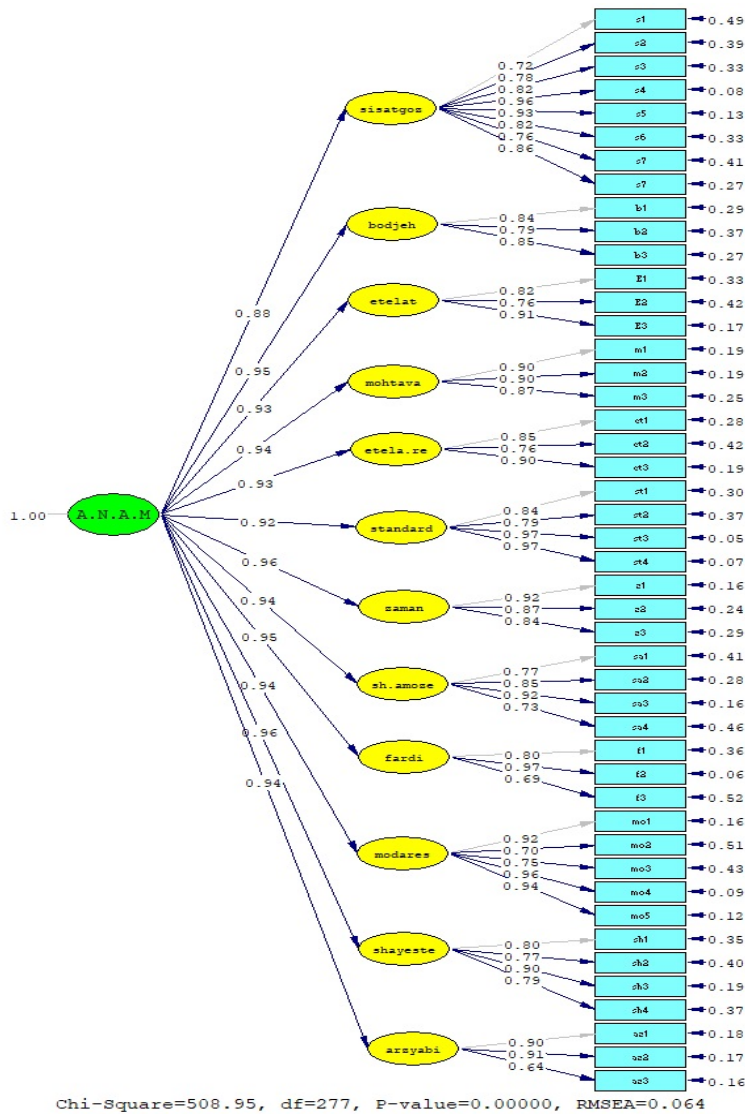 s1 0.49
0.72 s2 0.39
0.78 s3 0.33
0.82 s4 0.08
sisatgoz 0.96 s5 0.13
0.93 s6 0.33
0.82 s7 0.41
0.76 s7 0.27
0.86
bodjeh 0.84 b1 0.29
0.79 b2 0.37
0.85 b3 0.27
etelat 0.82 E1 0.33
0.76 E2 0.42
0.91 E3 0.17
mohtava 0.90 m1 0.19
0.90 m2 0.19
0.87 m3 0.25
etela.re 0.85 et1 0.28
0.76 et2 0.42
0.90 et3 0.19
standard 0.84 st1 0.30
0.79 st2 0.37
0.97 st3 0.05
0.97 st4 0.07
zaman 0.92 z1 0.16
0.87 z2 0.24
0.84 z3 0.29
sh.amoze 0.77 sa1 0.41
0.85 sa2 0.28
0.92 sa3 0.16
0.73 sa4 0.46
fardi 0.80 f1 0.36
0.97 f2 0.06
0.69 f3 0.52
modares 0.92 mo1 0.16
0.70 mo2 0.51
0.75 mo3 0.43
0.96 mo4 0.09
0.94 mo5 0.12
shayeste 0.80 sh1 0.35
0.77 sh2 0.40
0.90 sh3 0.19
0.79 sh4 0.37
arzyabi 0.90 az1 0.18
0.91 az2 0.17
0.64 az3 0.16
1.00 A.N.A.M
0.88
0.95
0.93
0.94
0.93
0.92
0.96
0.94
0.95
0.94
0.96
0.94
Chi-Square=508.95, df=277, P-value=0.00000, RMSEA=0.064